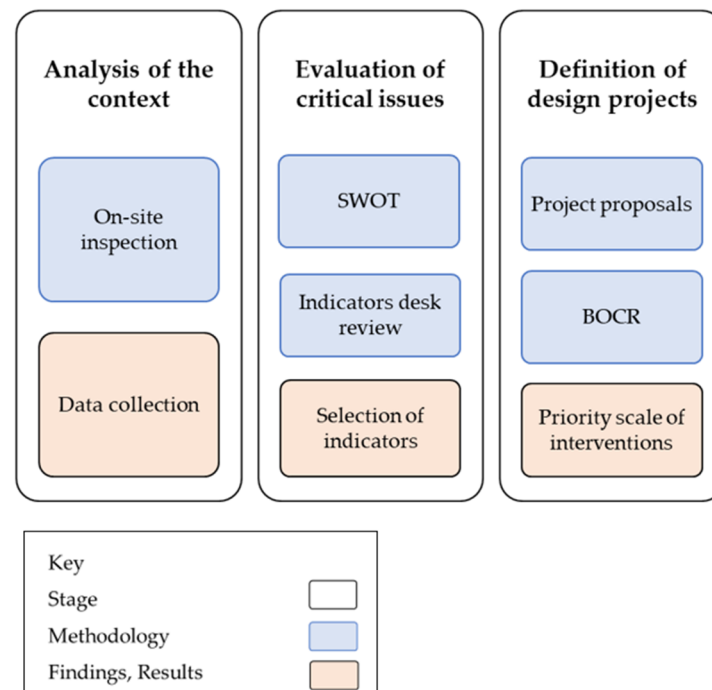 Analysis of the
context
On-site
inspection
Data collection
Evaluation of
critical issues
SWOT
Indicators desk
review
Selection of
indicators
Definition of
design projects
Project proposals
BOCR
Priority scale of
interventions
Key
Stage
Methodology
Findings, Results